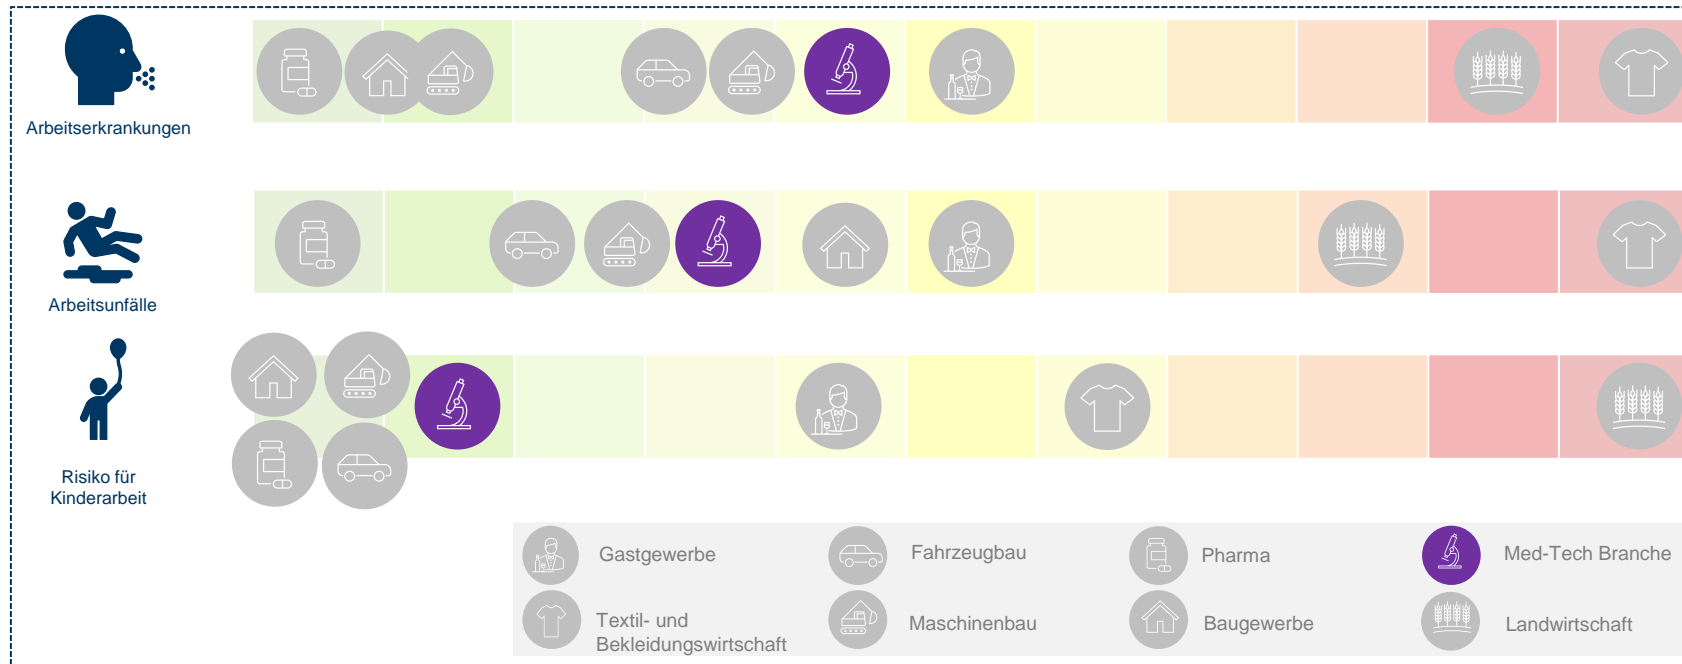 Arbeitserkrankungen
Arbeitsunfälle
Risiko für
Kinderarbeit
Gastgewerbe
Fahrzeugbau
Pharma
Med-Tech Branche
Textil- und
Bekleidungswirtschaft
Maschinenbau
Baugewerbe
Landwirtschaft